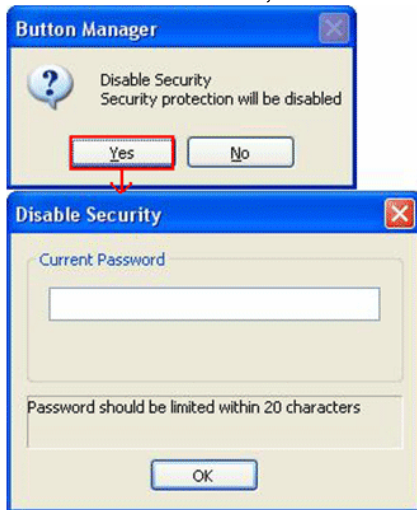 Button Manager
Disable Security
Security protection will be disabled
Yes
No
Disable Security
Current Password
Password should be limited within 20 characters
OK